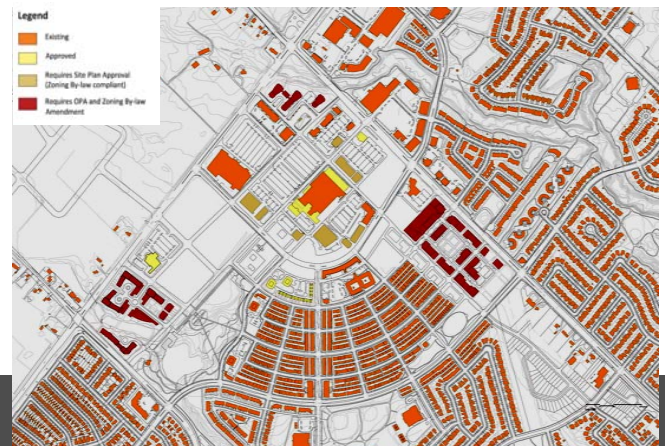 Legend
Existing
Approved
Requires Site Plan Approval
(Zoning By-law compliant)
Requires OPA and Zoning By-law
Amendment